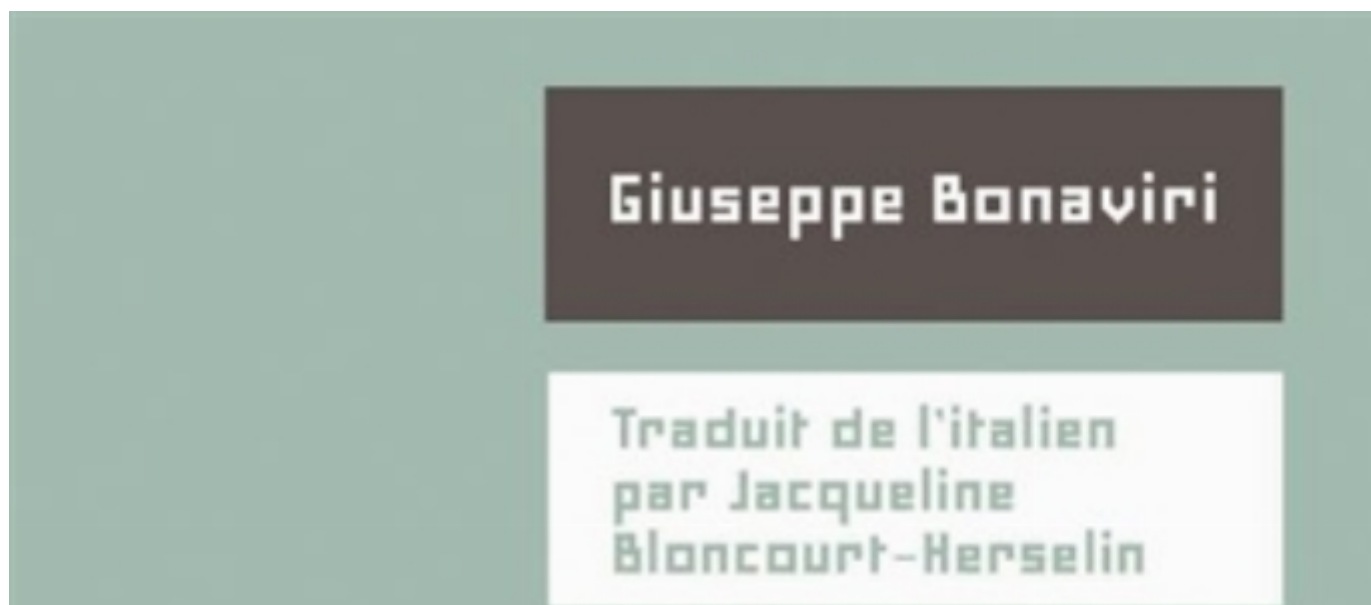 Giuseppe Bonaviri
Traduit de l'italien
par Jacqueline
Bloncourt-Herselin